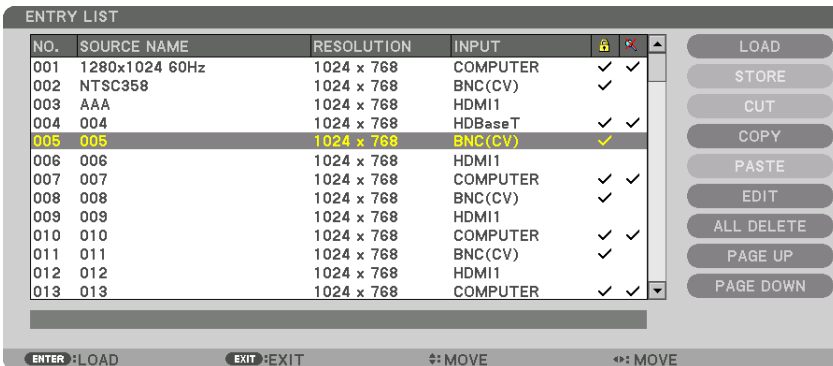 ENTRY LIST
NO. SOURCE NAME RESOLUTION INPUT
001 1280x1024 60Hz 1024 x 768 COMPUTER ✓ ✓
002 NTSC358 1024 x 768 BNC(CV) ✓
003 AAA 1024 x 768 HDMI1
004 004 1024 x 768 HDBaseT ✓ ✓
005 005 1024 x 768 BNC(CV) ✓
006 006 1024 x 768 HDMI1
007 007 1024 x 768 COMPUTER ✓ ✓
008 008 1024 x 768 BNC(CV) ✓
009 009 1024 x 768 HDMI1
010 010 1024 x 768 COMPUTER ✓ ✓
011 011 1024 x 768 BNC(CV) ✓
012 012 1024 x 768 HDMI1
013 013 1024 x 768 COMPUTER ✓ ✓
LOAD
STORE
CUT
COPY
PASTE
EDIT
ALL DELETE
PAGE UP
PAGE DOWN
ENTER :LOAD EXIT :EXIT :MOVE :MOVE